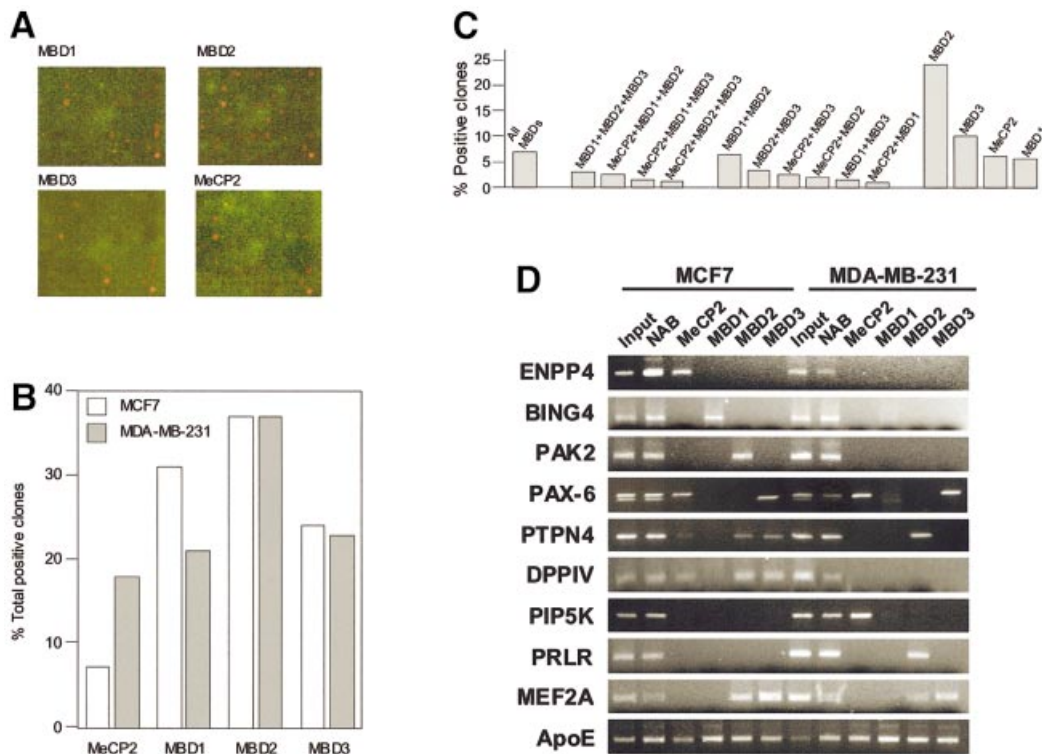 A
MBD1
MBD2
MBD3
MeCP2
B
% Total positive clones
40
30
20
10
0
MCF7
MDA-MB-231
MeCP2
MBD1
MBD2
MBD3
C
% Positive clones
25
20
15
10
5
0
All
MBDs
MBD1+MBD2+MBD3
MeCP2+MBD1+MBD2
MeCP2+MBD1+MBD3
MeCP2+MBD2+MBD3
MBD1+MBD2
MBD2+MBD3
MeCP2+MBD3
MeCP2+MBD2
MBD1+MBD3
MeCP2+MBD1
MBD2
MBD3
MeCP2
D
MCF7
MDA-MB-231
Input
NAB
MeCP2
MBD1
MBD2
MBD3
Input
NAB
MeCP2
MBD1
MBD2
MBD3
ENPP4
BING4
PAK2
PAX-6
PTPN4
DPPIV
PIP5K
PRLR
MEF2A
ApoE